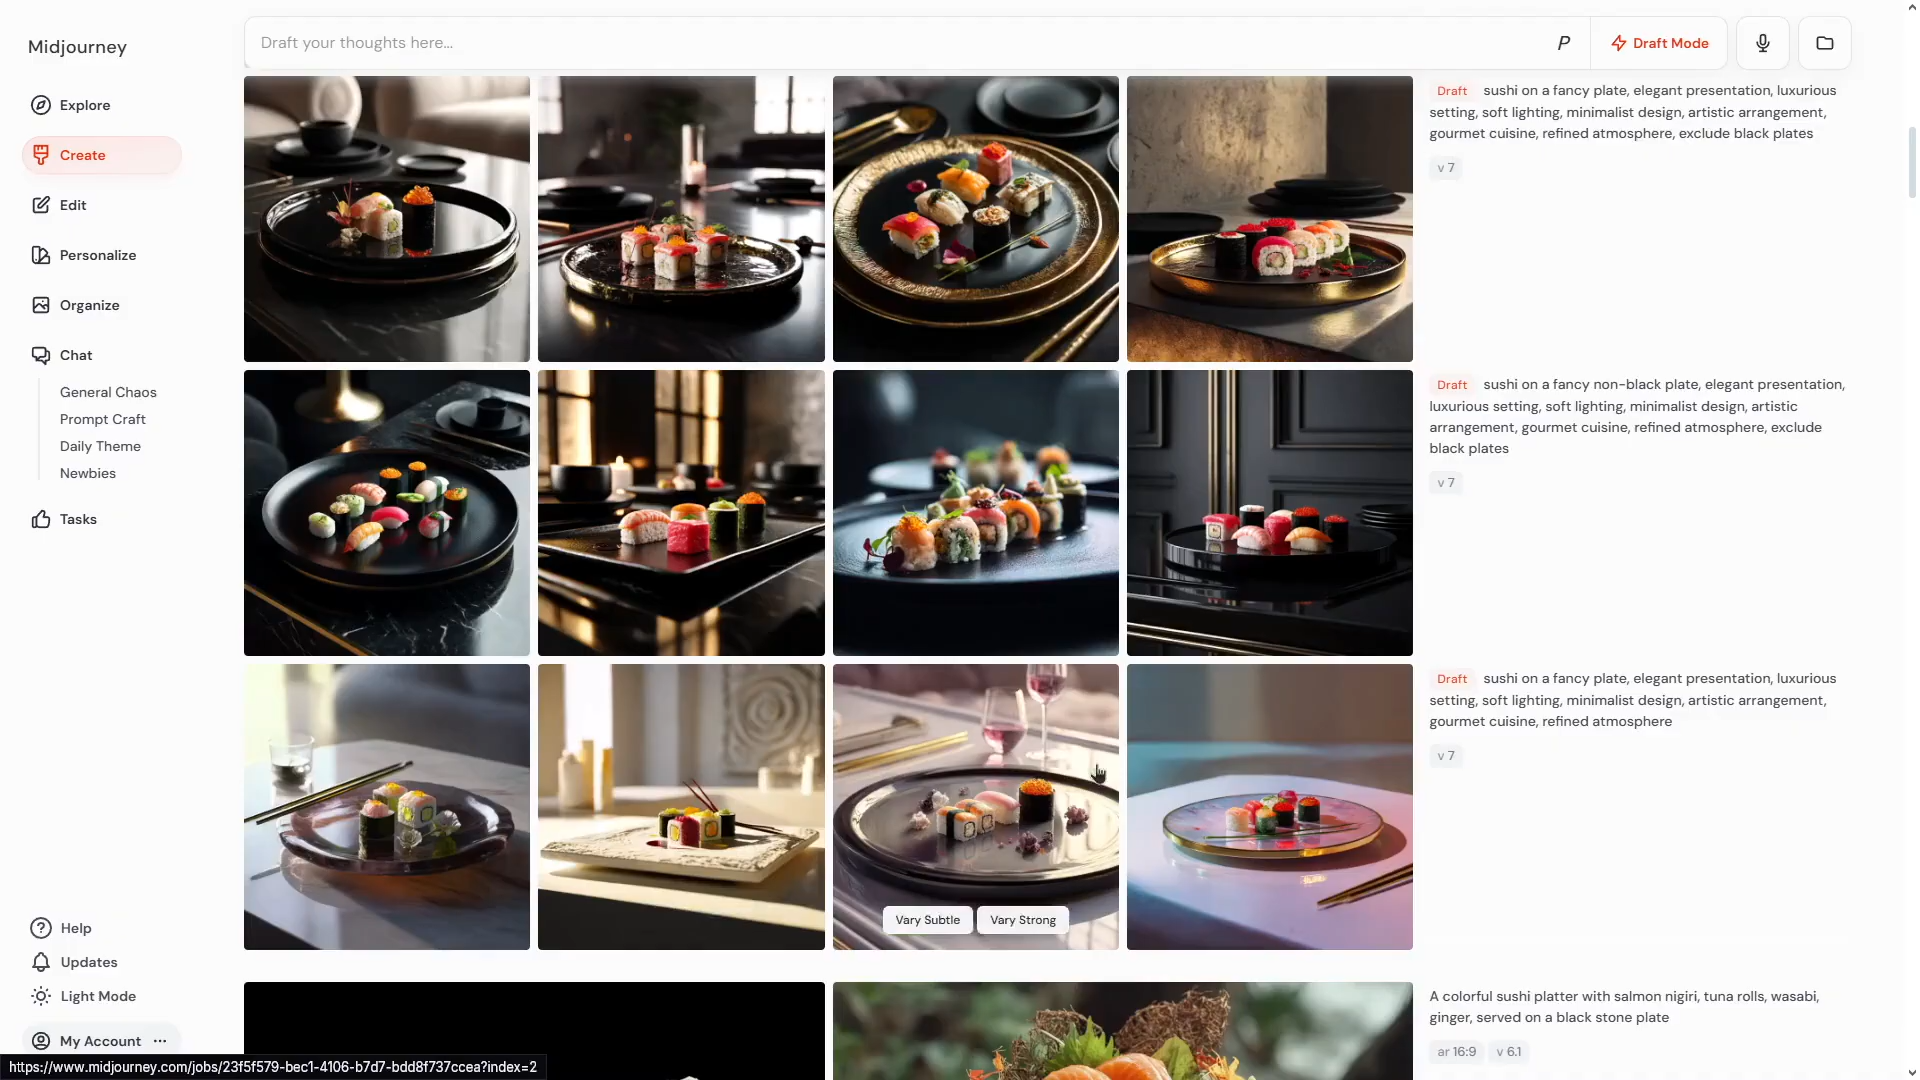 Midjourney
Draft your thoughts here...
P
Draft Mode
Explore
Create
Edit
Personalize
Organize
Chat
General Chaos
Prompt Craft
Daily Theme
Newbies
Tasks
Draft sushi on a fancy plate, elegant presentation, luxurious
setting, soft lighting, minimalist design, artistic arrangement,
gourmet cuisine, refined atmosphere, exclude black plates
v 7
Draft sushi on a fancy non-black plate, elegant presentation,
luxurious setting, soft lighting, minimalist design, artistic
arrangement, gourmet cuisine, refined atmosphere, exclude
black plates
v 7
Draft sushi on a fancy plate, elegant presentation, luxurious
setting, soft lighting, minimalist design, artistic arrangement,
gourmet cuisine, refined atmosphere
v 7
Vary Subtle
Vary Strong
A colorful sushi platter with salmon nigiri, tuna rolls, wasabi,
ginger, served on a black stone plate
ar 16:9 v 6.1
Help
Updates
Light Mode
My Account
https://www.midjourney.com/jobs/23f5f579-bec1-4106-b7d7-bdd8f737ccea?index=2